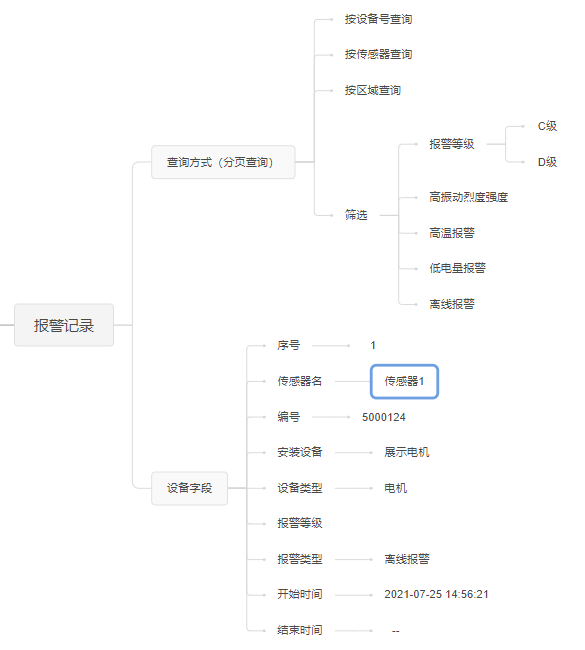 报警记录
查询方式（分页查询）
按设备号查询
按传感器查询
按区域查询
筛选
报警等级
C级
D级
高振动烈度强度
高温报警
低电量报警
离线报警
设备字段
序号
1
传感器名
传感器1
编号
5000124
安装设备
展示电机
设备类型
电机
报警等级
报警类型
离线报警
开始时间
2021-07-25 14:56:21
结束时间
--